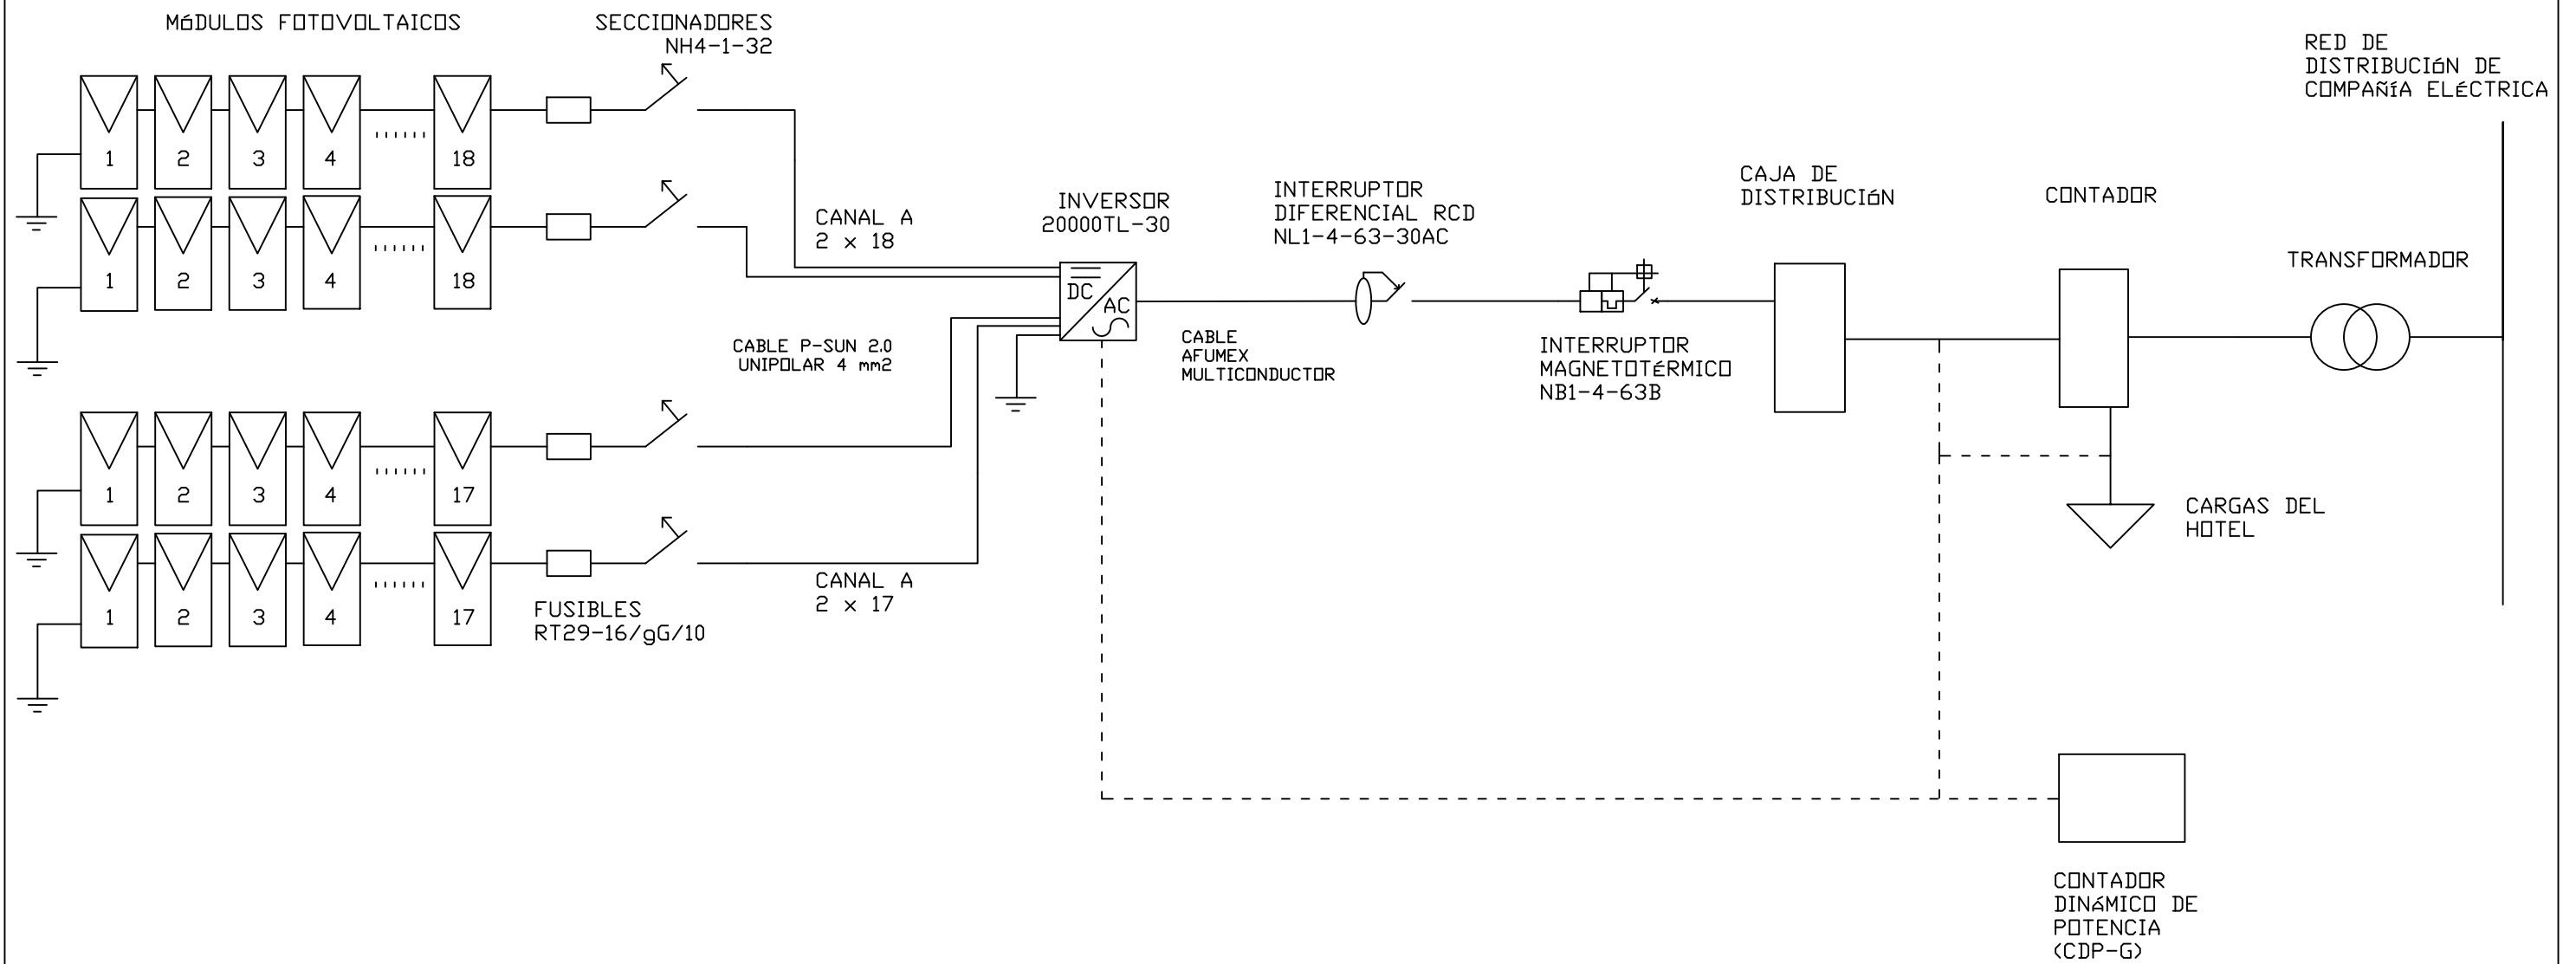 MóDULOS FOTOVOLTAICOS
SECCIONADORES
NH4-1-32
RED DE
DISTRIBUCIóN DE
COMPAÑÍA ELÉCTRICA
1 2 3 4 18
1 2 3 4 18
CANAL A
2 x 18
INVERSOR
20000TL-30
DC
AC
INTERRUPTOR
DIFERENCIAL RCD
NL1-4-63-30AC
CAJA DE
DISTRIBUCIóN
CONTADOR
TRANSFORMADOR
CABLE P-SUN 2.0
UNIPOLAR 4 mm2
CABLE
AFUMEX
MULTICONDUCTOR
INTERRUPTOR
MAGNETOTÉRMICO
NB1-4-63B
1 2 3 4 17
1 2 3 4 17
FUSIBLES
RT29-16/gG/10
CANAL A
2 x 17
CARGAS DEL
HOTEL
CONTADOR
DINÁMICO DE
POTENCIA
(CDP-G)